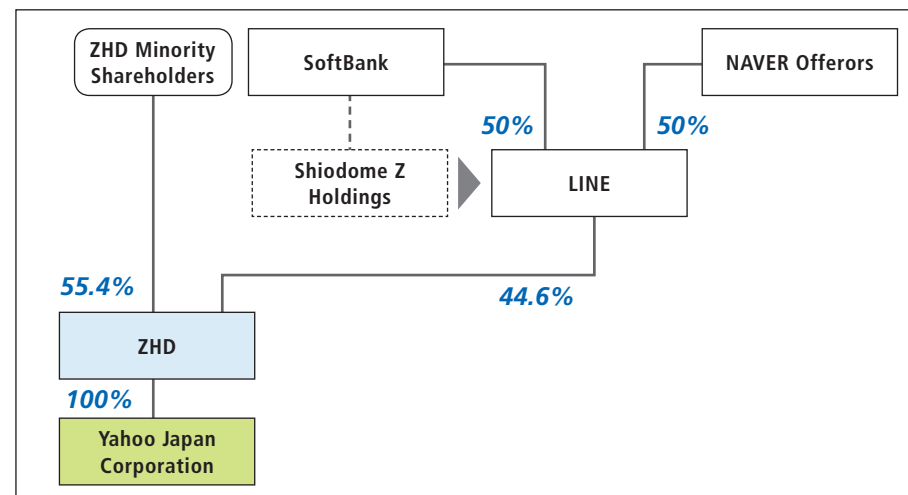 ZHD Minority
Shareholders
SoftBank
NAVER Offerors
50%
50%
Shiodome Z
Holdings
LINE
55.4%
44.6%
ZHD
100%
Yahoo Japan
Corporation